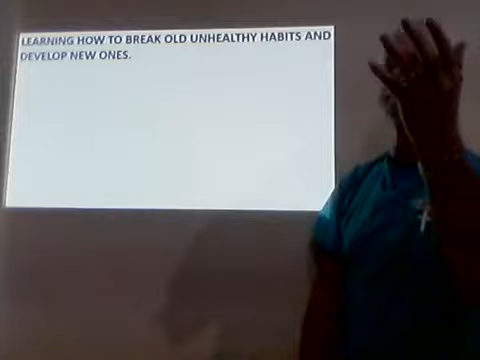 LEARNING HOW TO BREAK OLD UNHEALTHY HABITS AND
DEVELOP NEW ONES.